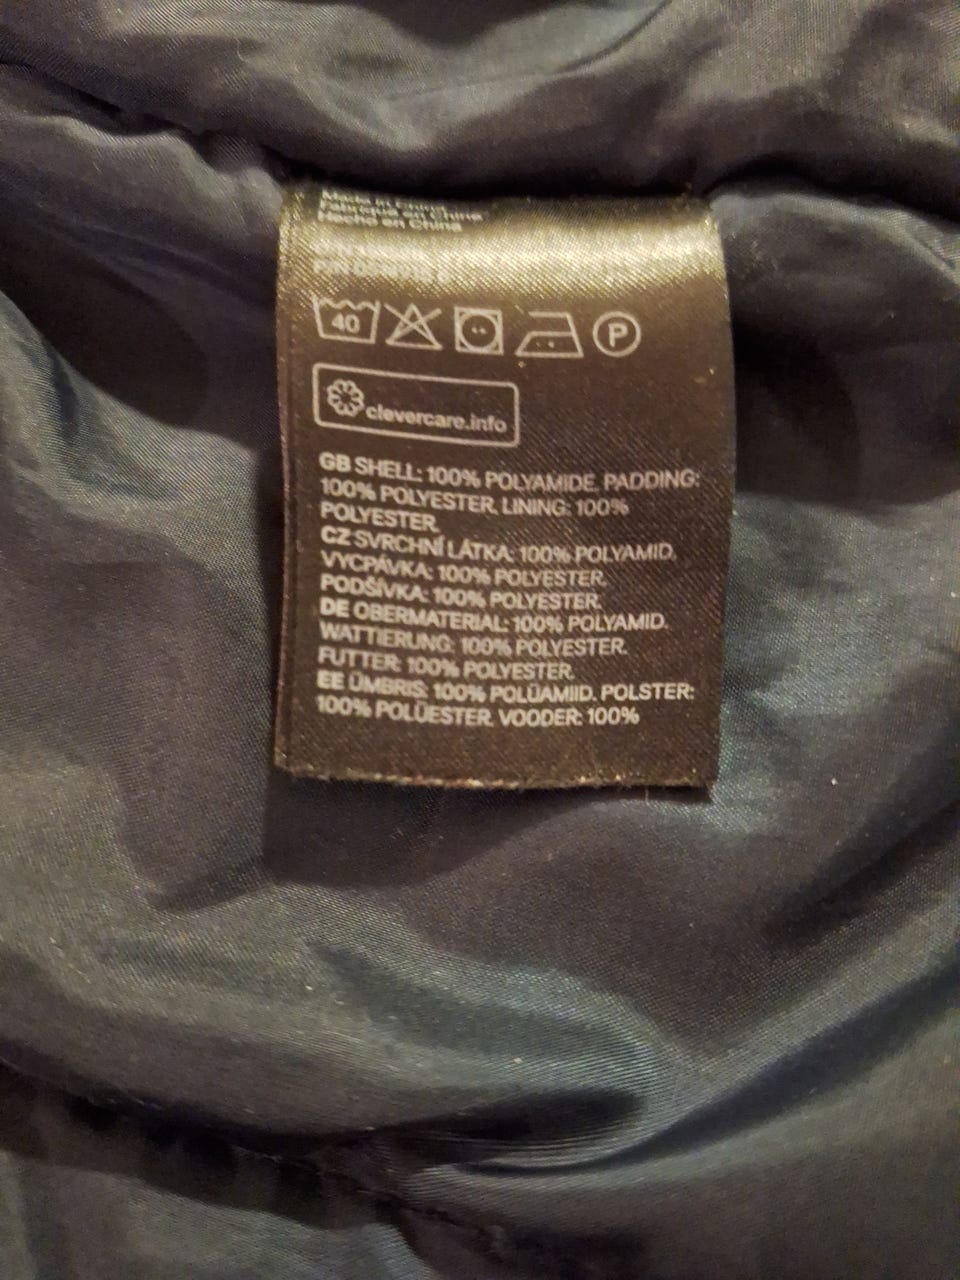 Made in China
Fabriqué en Chine
Hecho en China
40
P
clevercare.info
GB SHELL: 100% POLYAMIDE. PADDING:
100% POLYESTER. LINING: 100%
POLYESTER.
CZ SVRCHNÍ LÁTKA: 100% POLYAMID.
VYCPÁVKA: 100% POLYESTER.
PODŠÍVKA: 100% POLYESTER.
DE OBERMATERIAL: 100% POLYAMID.
WATTIERUNG: 100% POLYESTER.
FUTTER: 100% POLYESTER.
EE ÜMBRIS: 100% POLÜAMIID. POLSTER:
100% POLÜESTER. VOODER: 100%